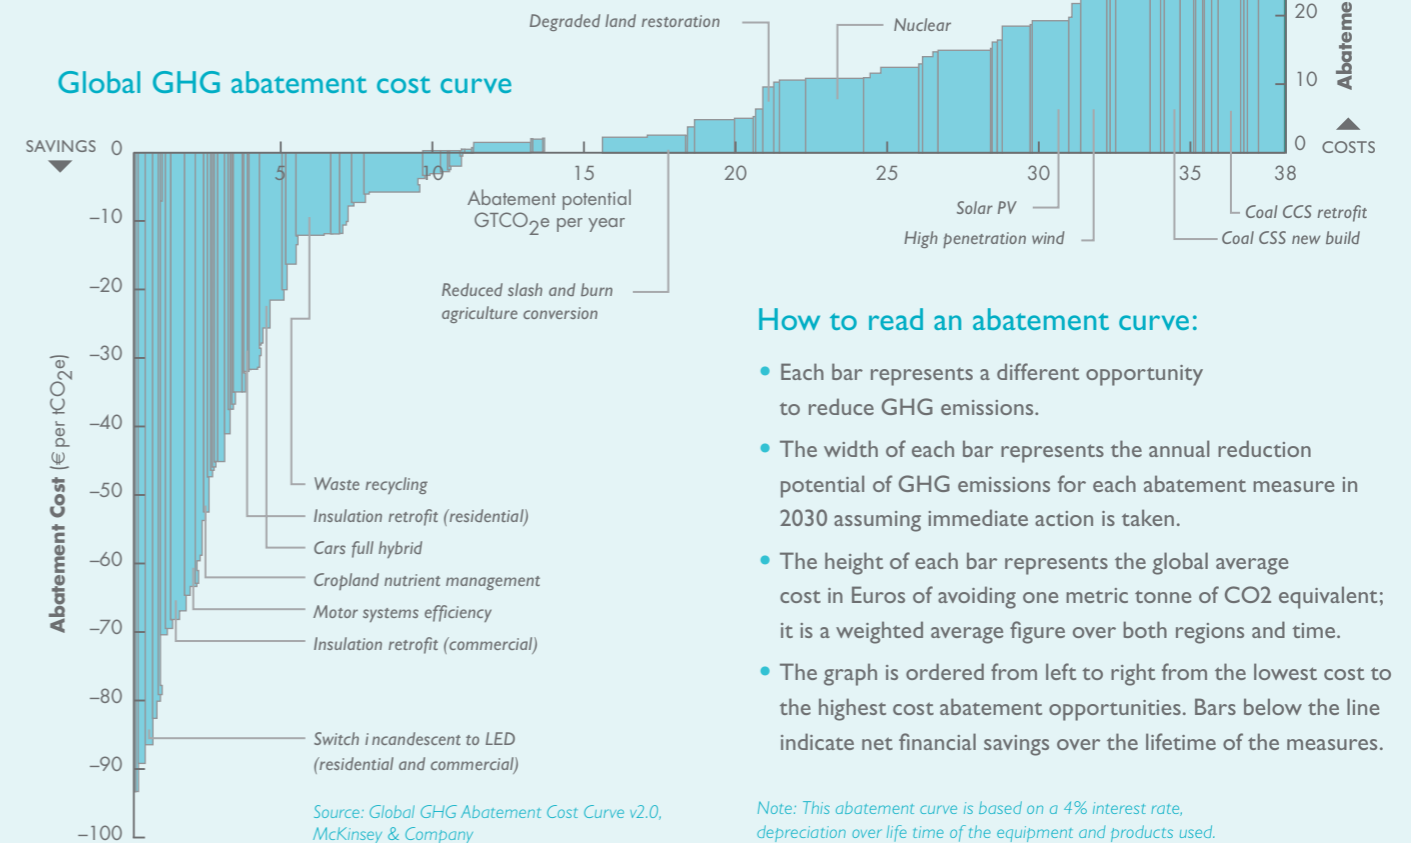 Degraded land restoration
Nuclear
20
10
0
Abateme
COSTS
Global GHG abatement cost curve
SAVINGS
0
–10
–20
–30
–40
–50
–60
–70
–80
–90
–100
Abatement Cost (€ per tCO2e)
5
10
15
20
25
30
35
38
Abatement potential
GTCO2e per year
Solar PV
High penetration wind
Coal CCS retrofit
Coal CSS new build
Reduced slash and burn
agriculture conversion
Waste recycling
Insulation retrofit (residential)
Cars full hybrid
Cropland nutrient management
Motor systems efficiency
Insulation retrofit (commercial)
Switch incandescent to LED
(residential and commercial)
Source: Global GHG Abatement Cost Curve v2.0,
McKinsey & Company
How to read an abatement curve:
• Each bar represents a different opportunity
to reduce GHG emissions.
• The width of each bar represents the annual reduction
potential of GHG emissions for each abatement measure in
2030 assuming immediate action is taken.
• The height of each bar represents the global average
cost in Euros of avoiding one metric tonne of CO2 equivalent;
it is a weighted average figure over both regions and time.
• The graph is ordered from left to right from the lowest cost to
the highest cost abatement opportunities. Bars below the line
indicate net financial savings over the lifetime of the measures.
Note: This abatement curve is based on a 4% interest rate,
depreciation over life time of the equipment and products used.